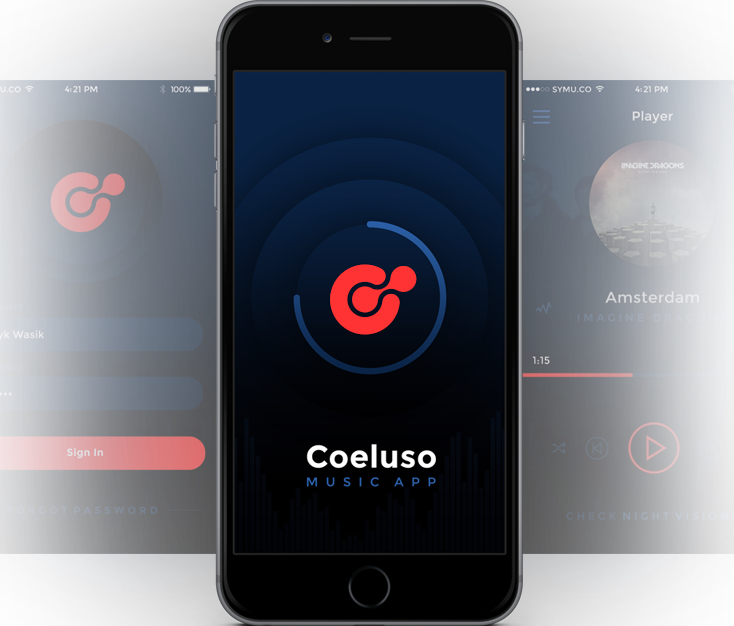 U.CO 4:21 PM 100%
yk Wasik
Sign In
FORGOT PASSWORD
Coeluso
MUSIC APP
SYMU.CO 4:21 PM
Player
IMAGINE DRAGONS
Amsterdam
IMAGINE DRAGO
1:15
CHECK NIGHT VISION